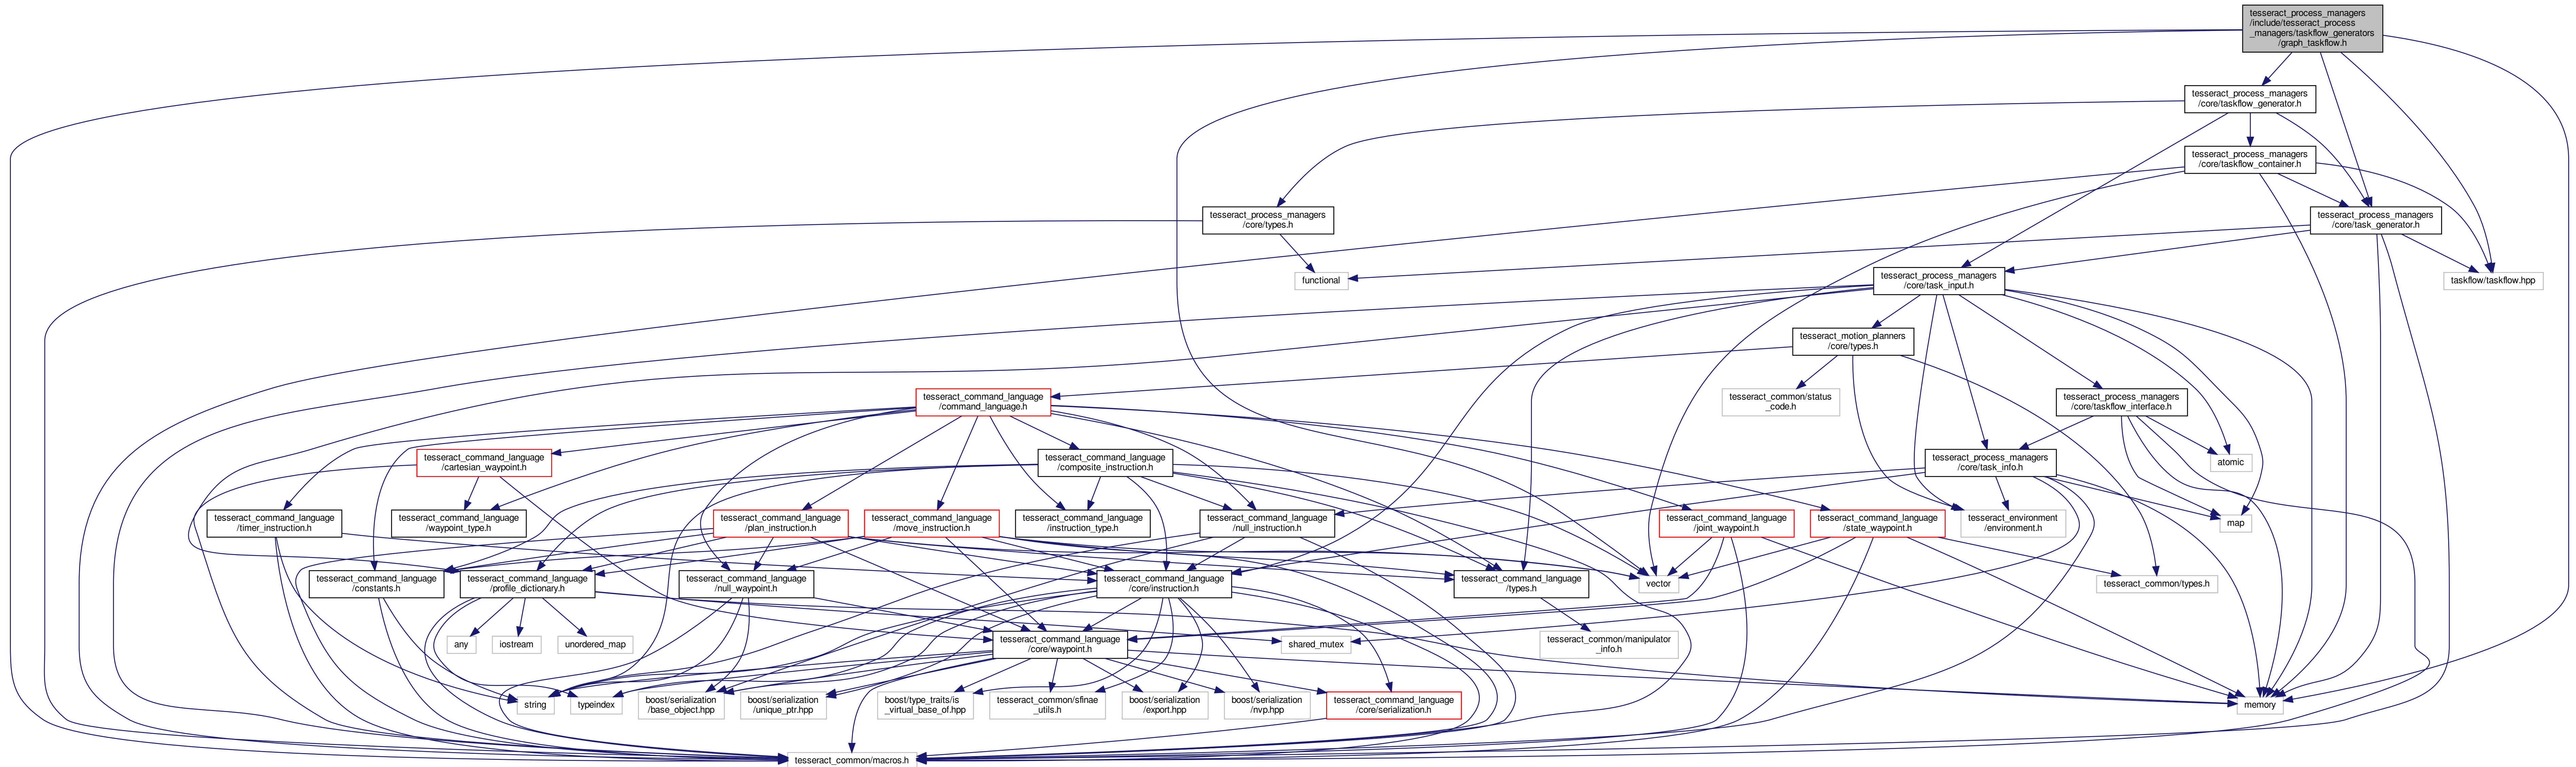 tesseract_process_managers
/include/tesseract_process
_managers/taskflow_generators
/graph_taskflow.h
tesseract_process_managers
/core/taskflow_generator.h
tesseract_process_managers
/core/taskflow_container.h
tesseract_process_managers
/core/types.h
tesseract_process_managers
/core/task_generator.h
functional
tesseract_process_managers
/core/task_input.h
taskflow/taskflow.hpp
tesseract_motion_planners
/core/types.h
tesseract_command_language
/command_language.h
tesseract_common/status
_code.h
tesseract_process_managers
/core/taskflow_interface.h
tesseract_command_language
/cartesian_waypoint.h
tesseract_command_language
/composite_instruction.h
tesseract_process_managers
/core/task_info.h
atomic
tesseract_command_language
/timer_instruction.h
tesseract_command_language
/waypoint_type.h
tesseract_command_language
/plan_instruction.h
tesseract_command_language
/move_instruction.h
tesseract_command_language
/instruction_type.h
tesseract_command_language
/null_instruction.h
tesseract_command_language
/joint_waypoint.h
tesseract_command_language
/state_waypoint.h
tesseract_environment
/environment.h
map
tesseract_command_language
/constants.h
tesseract_command_language
/profile_dictionary.h
tesseract_command_language
/null_waypoint.h
tesseract_command_language
/core/instruction.h
tesseract_command_language
/types.h
vector
tesseract_common/types.h
any
iostream
unordered_map
tesseract_command_language
/core/waypoint.h
shared_mutex
tesseract_common/manipulator
_info.h
string
typeindex
boost/serialization
/base_object.hpp
boost/serialization
/unique_ptr.hpp
boost/type_traits/is
_virtual_base_of.hpp
tesseract_common/sfinae
_utils.h
boost/serialization
/export.hpp
boost/serialization
/nvp.hpp
tesseract_command_language
/core/serialization.h
memory
tesseract_common/macros.h